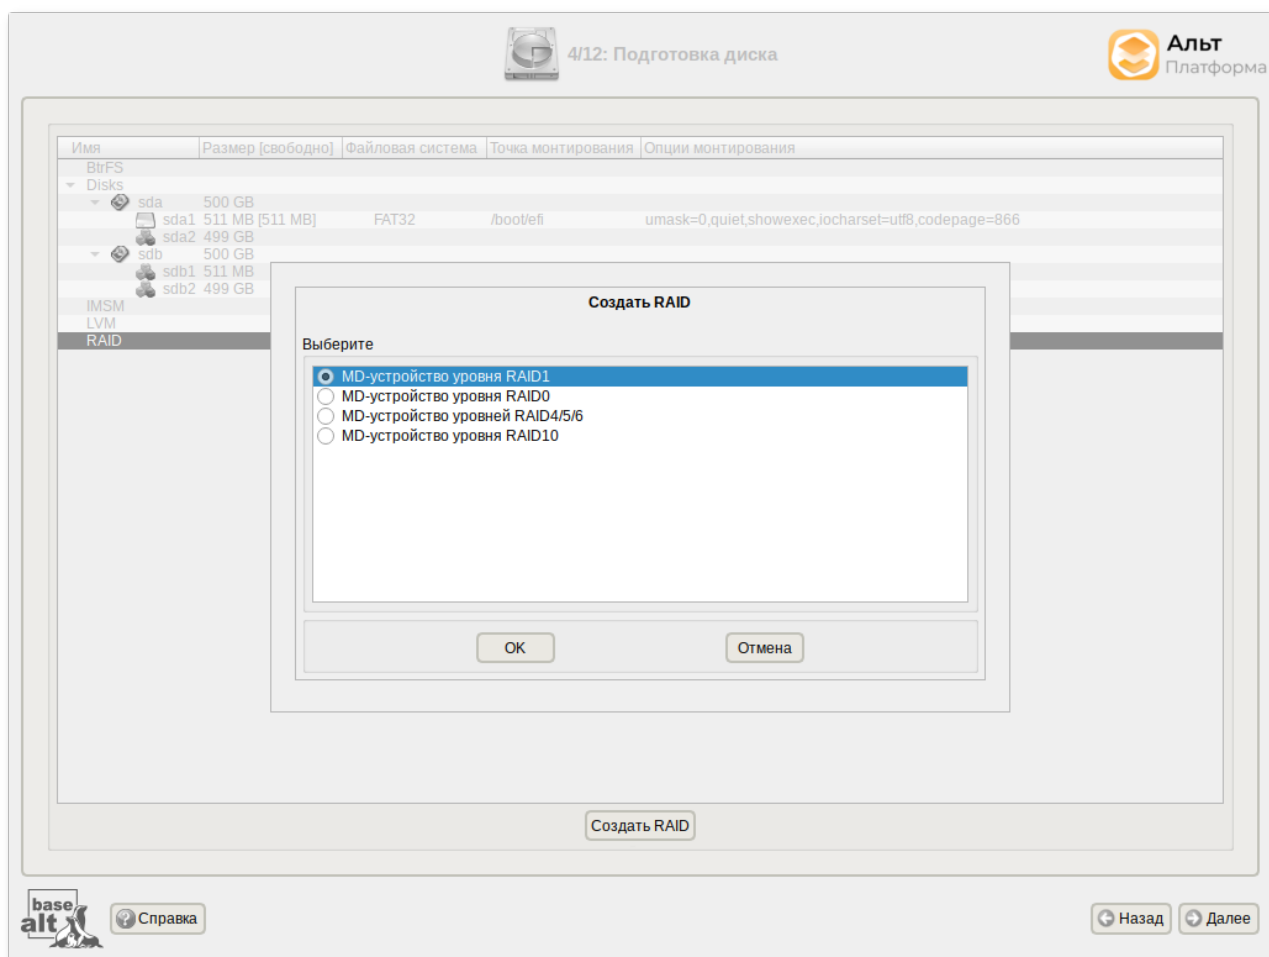 4/12: Подготовка диска
Альт
Платформа
Имя Размер [свободно] Файловая система Точка монтирования Опции монтирования
BtrFS
Disks
sda 500 GB
sda1 511 MB [511 MB] FAT32 /boot/efi umask=0,quiet,showexec,iocharset=utf8,codepage=866
sda2 499 GB
sdb 500 GB
sdb1 511 MB
sdb2 499 GB
IMSM
LVM
RAID
Создать RAID
Выберите
MD-устройство уровня RAID1
MD-устройство уровня RAID0
MD-устройство уровней RAID4/5/6
MD-устройство уровня RAID10
OK Отмена
Создать RAID
base
alt
Справка Назад Далее